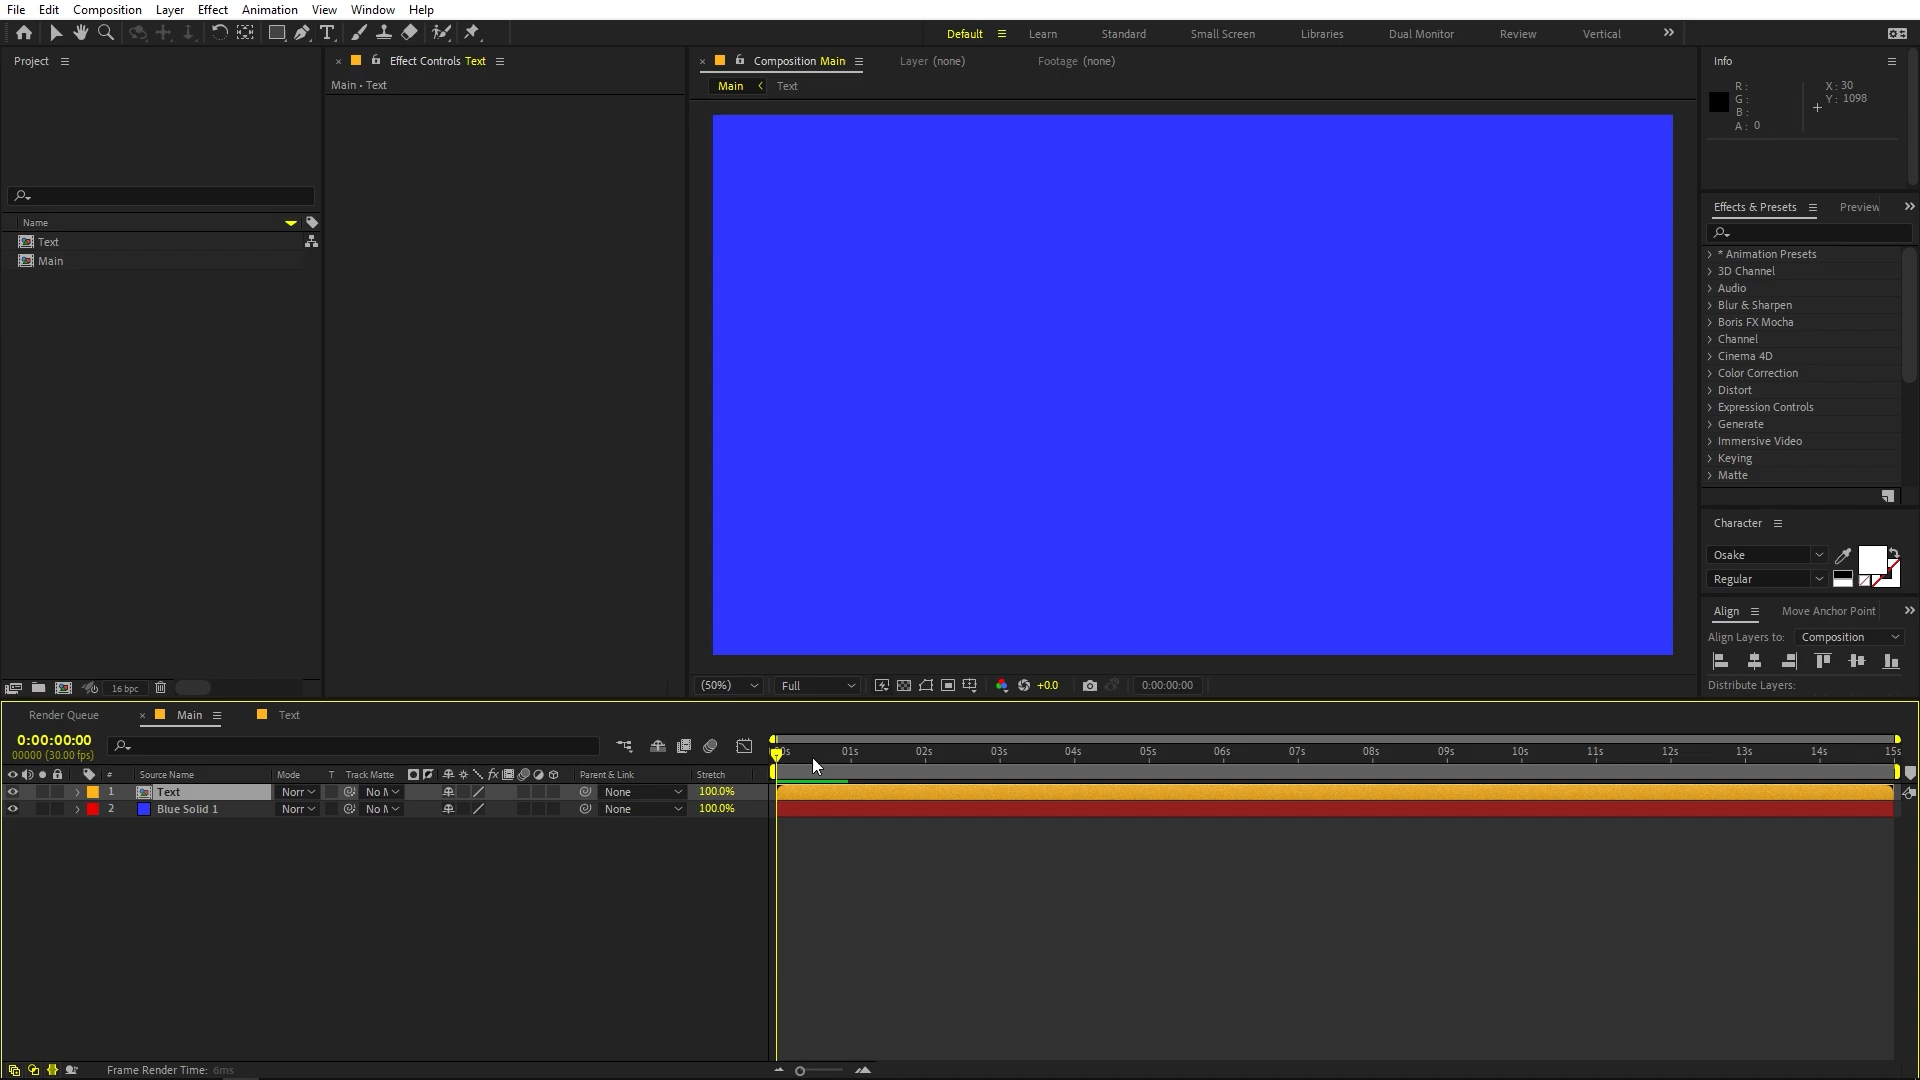 File Edit Composition Layer Effect Animation View Window Help
Default Learn Standard Small Screen Libraries Dual Monitor Review Vertical
Project
Effect Controls Text
Main • Text
Composition Main
Layer (none)
Footage (none)
Main Text
Info
R :
G :
B :
A : 0
X : 30
Y : 1098
Name
Text
Main
16 bpc
Effects & Presets Preview
* Animation Presets
3D Channel
Audio
Blur & Sharpen
Boris FX Mocha
Channel
Cinema 4D
Color Correction
Distort
Expression Controls
Generate
Immersive Video
Keying
Matte
Character
Osake
Regular
Align Move Anchor Point
Align Layers to: Composition
Distribute Layers:
(50%) Full +0.0 0:00:00:00
Render Queue Main Text
0:00:00:00
00000 (30.00 fps)
01s 02s 03s 04s 05s 06s 07s 08s 09s 10s 11s 12s 13s 14s 15s
# Source Name Mode T Track Matte fx Parent & Link Stretch
1 Text Norr No None 100.0%
2 Blue Solid 1 Norr No None 100.0%
Frame Render Time: 6ms